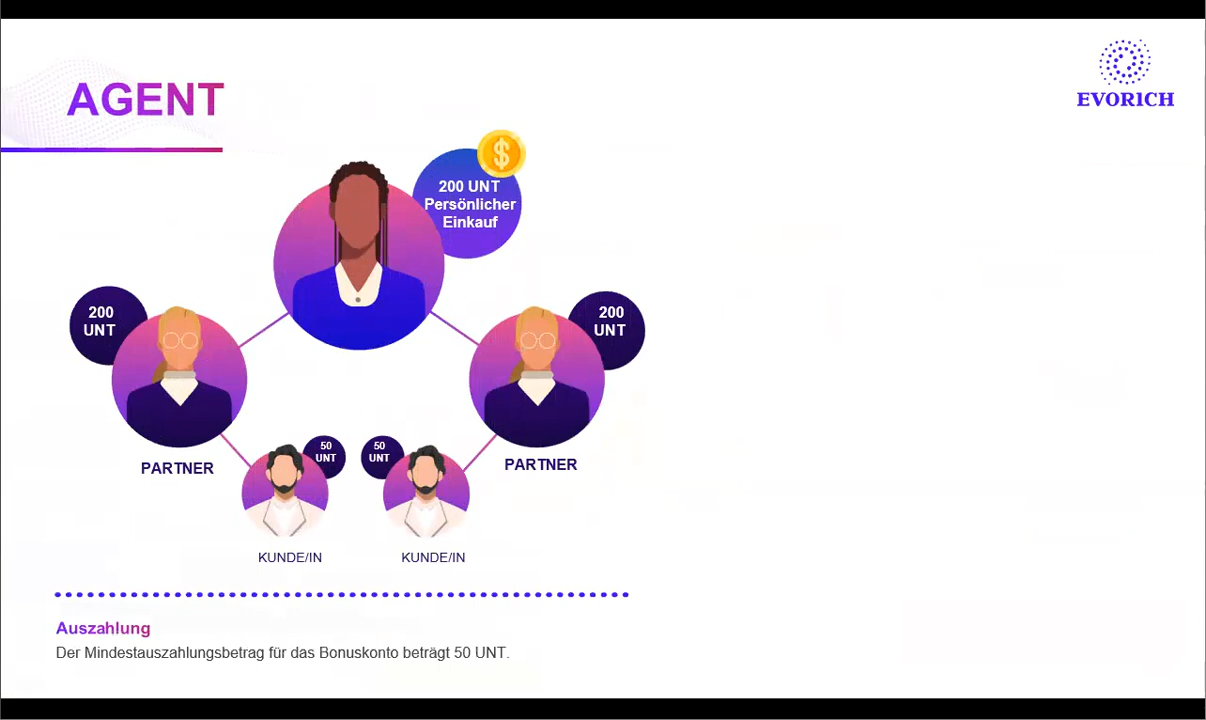 AGENT
EVORICH
$
200 UNT
Persönlicher
Einkauf
200
UNT
200
UNT
50
UNT
50
UNT
PARTNER
PARTNER
KUNDE/IN
KUNDE/IN
Auszahlung
Der Mindestauszahlungsbetrag für das Bonuskonto beträgt 50 UNT.